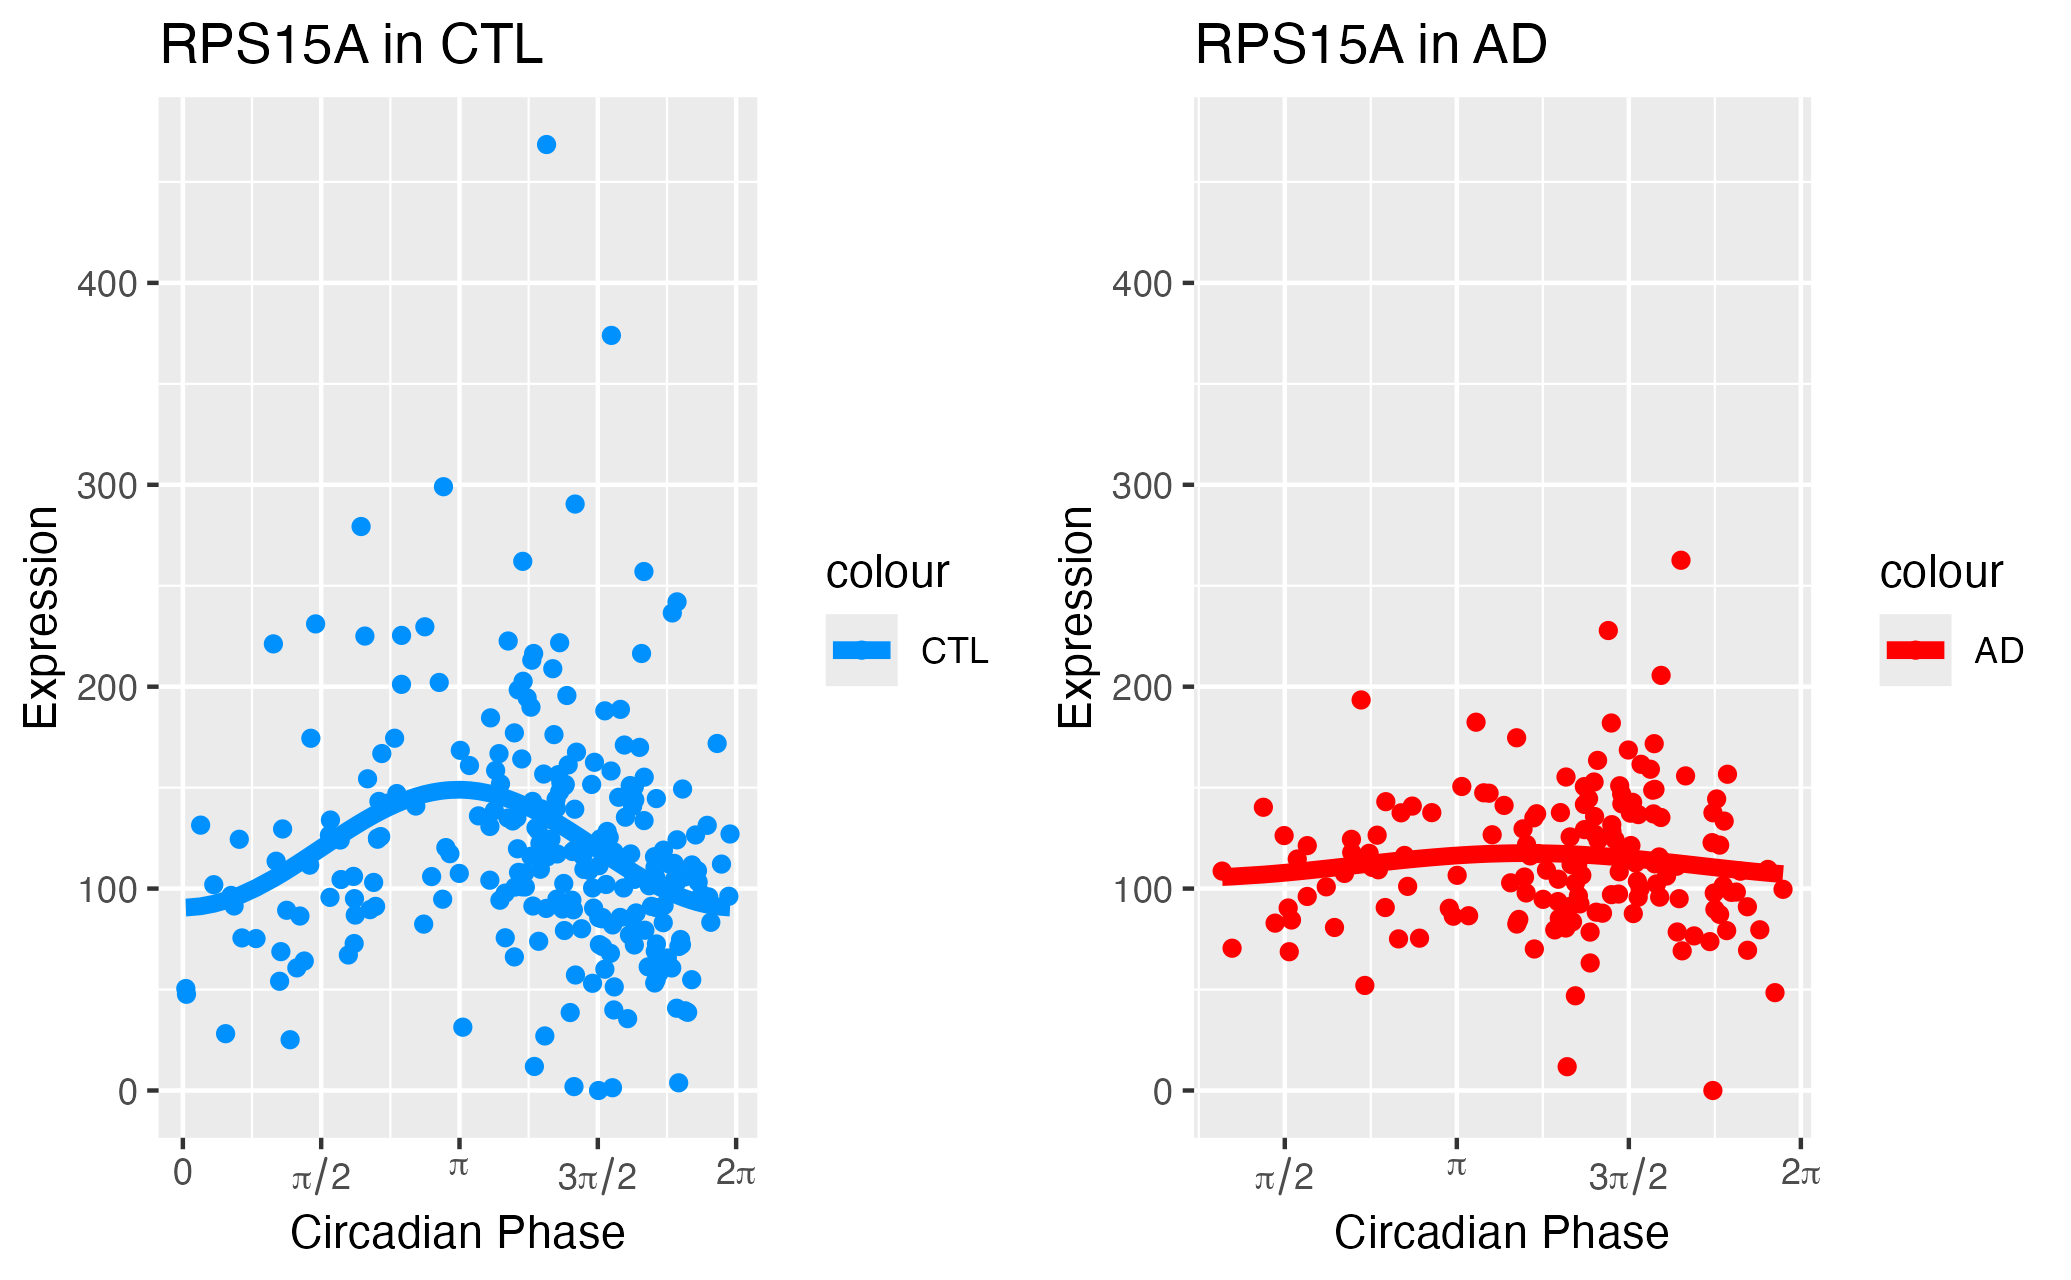 RPS15A in CTL
400
300
200
100
0
Expression
0 π/2 π 3π/2 2π
Circadian Phase
colour
CTL
RPS15A in AD
400
300
200
100
0
Expression
π/2 π 3π/2 2π
Circadian Phase
colour
AD